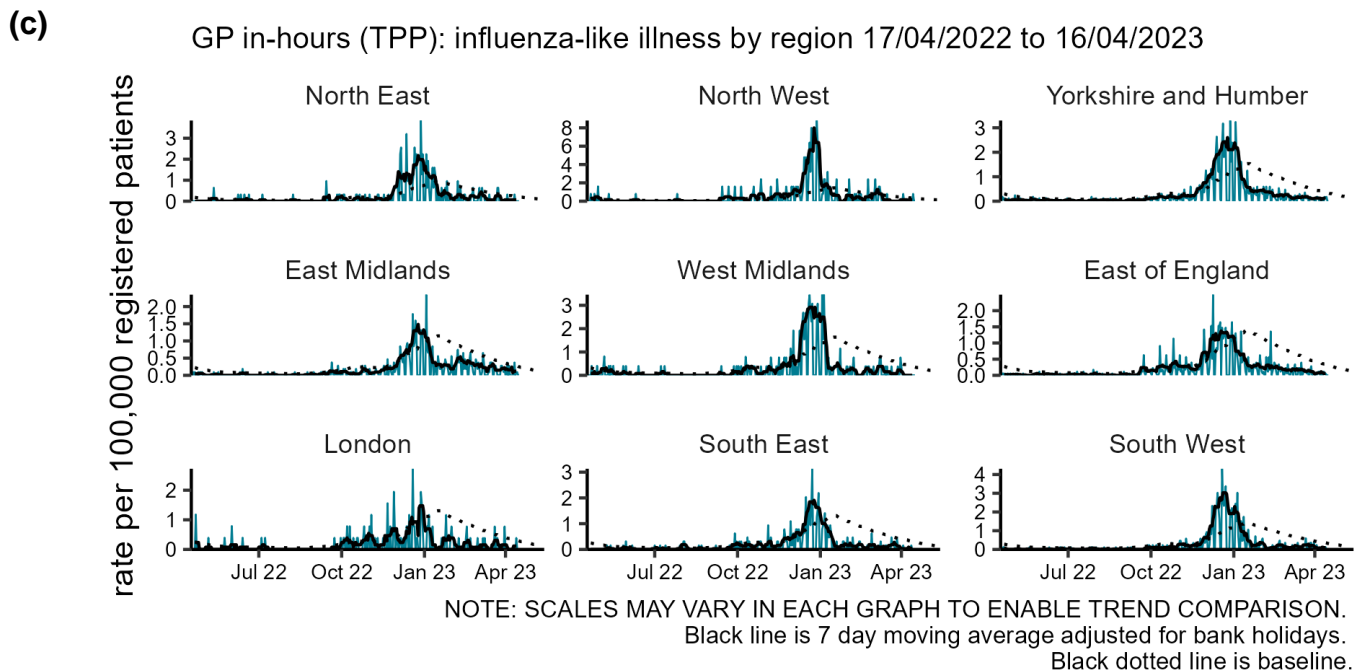 (c)
GP in-hours (TPP): influenza-like illness by region 17/04/2022 to 16/04/2023
rate per 100,000 registered patients
North East
3
2
1
0
North West
8
6
4
2
0
Yorkshire and Humber
3
2
1
0
East Midlands
2.0
1.5
1.0
0.5
0.0
West Midlands
3
2
1
0
East of England
2.0
1.5
1.0
0.5
0.0
London
2
1
0
South East
3
2
1
0
South West
4
3
2
1
0
Jul 22 Oct 22 Jan 23 Apr 23
Jul 22 Oct 22 Jan 23 Apr 23
Jul 22 Oct 22 Jan 23 Apr 23
NOTE: SCALES MAY VARY IN EACH GRAPH TO ENABLE TREND COMPARISON.
Black line is 7 day moving average adjusted for bank holidays.
Black dotted line is baseline.